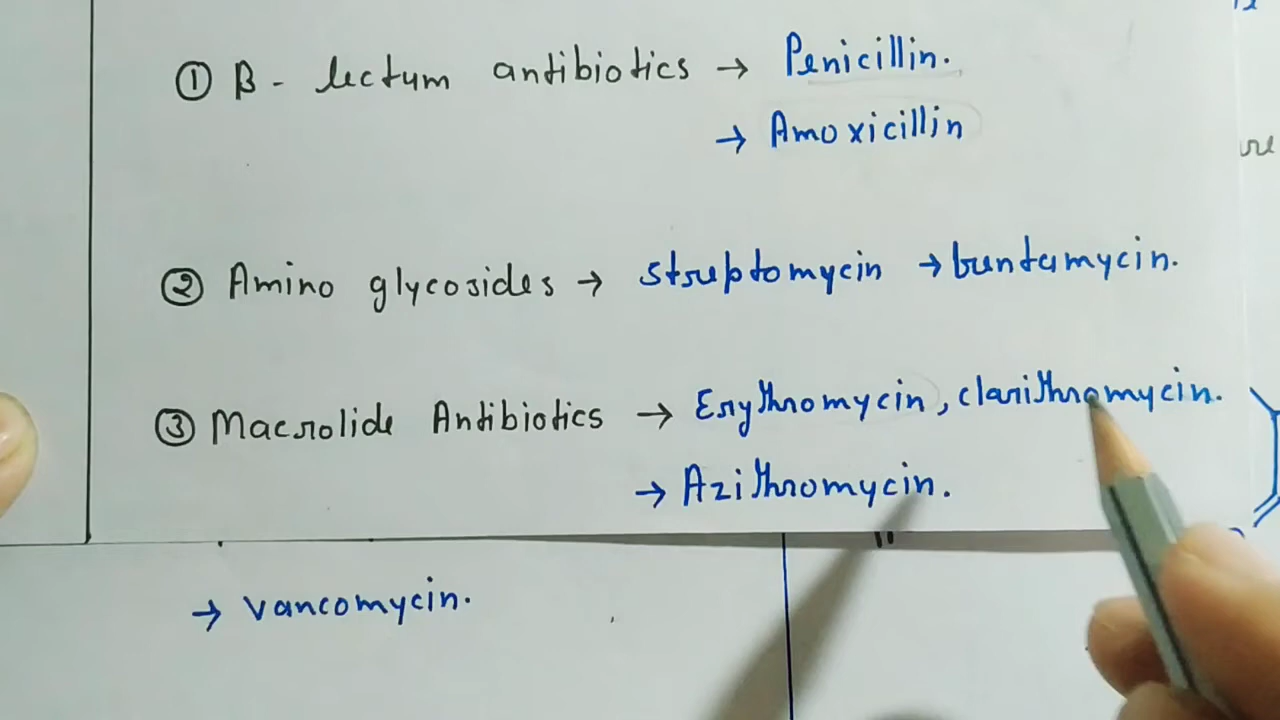 ① β - lectum antibiotics → Penicillin.
→ Amoxicillin
② Amino glycosides → streptomycin → buntamycin.
③ Macrolide Antibiotics → Erythromycin, clarithromycin.
→ Azithromycin.
→ vancomycin.